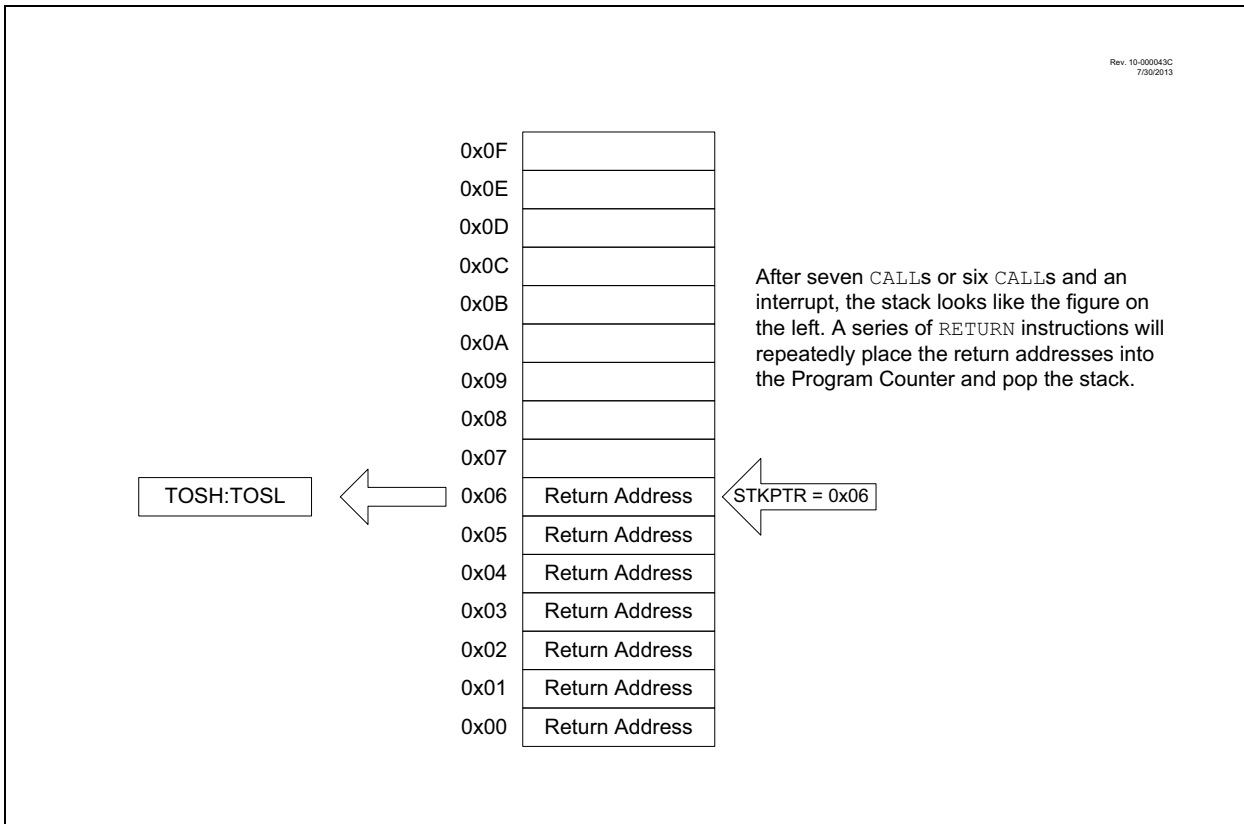 Rev. 10-000043C
7/30/2013
0x0F
0x0E
0x0D
0x0C
0x0B
0x0A
0x09
0x08
0x07
After seven CALLs or six CALLs and an
interrupt, the stack looks like the figure on
the left. A series of RETURN instructions will
repeatedly place the return addresses into
the Program Counter and pop the stack.
TOSH:TOSL
0x06 Return Address
STKPTR = 0x06
0x05 Return Address
0x04 Return Address
0x03 Return Address
0x02 Return Address
0x01 Return Address
0x00 Return Address